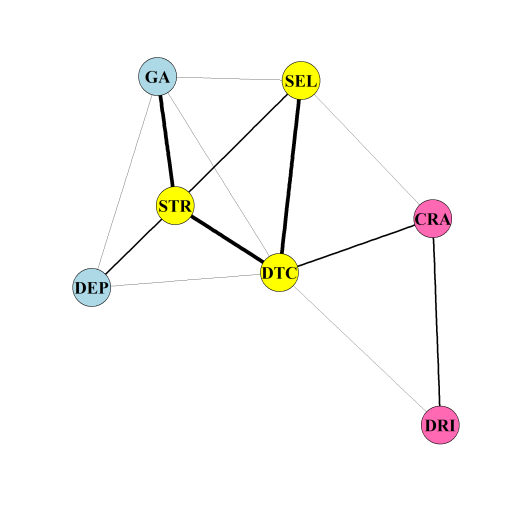 GA
SEL
STR
CRA
DTC
DEP
DRI